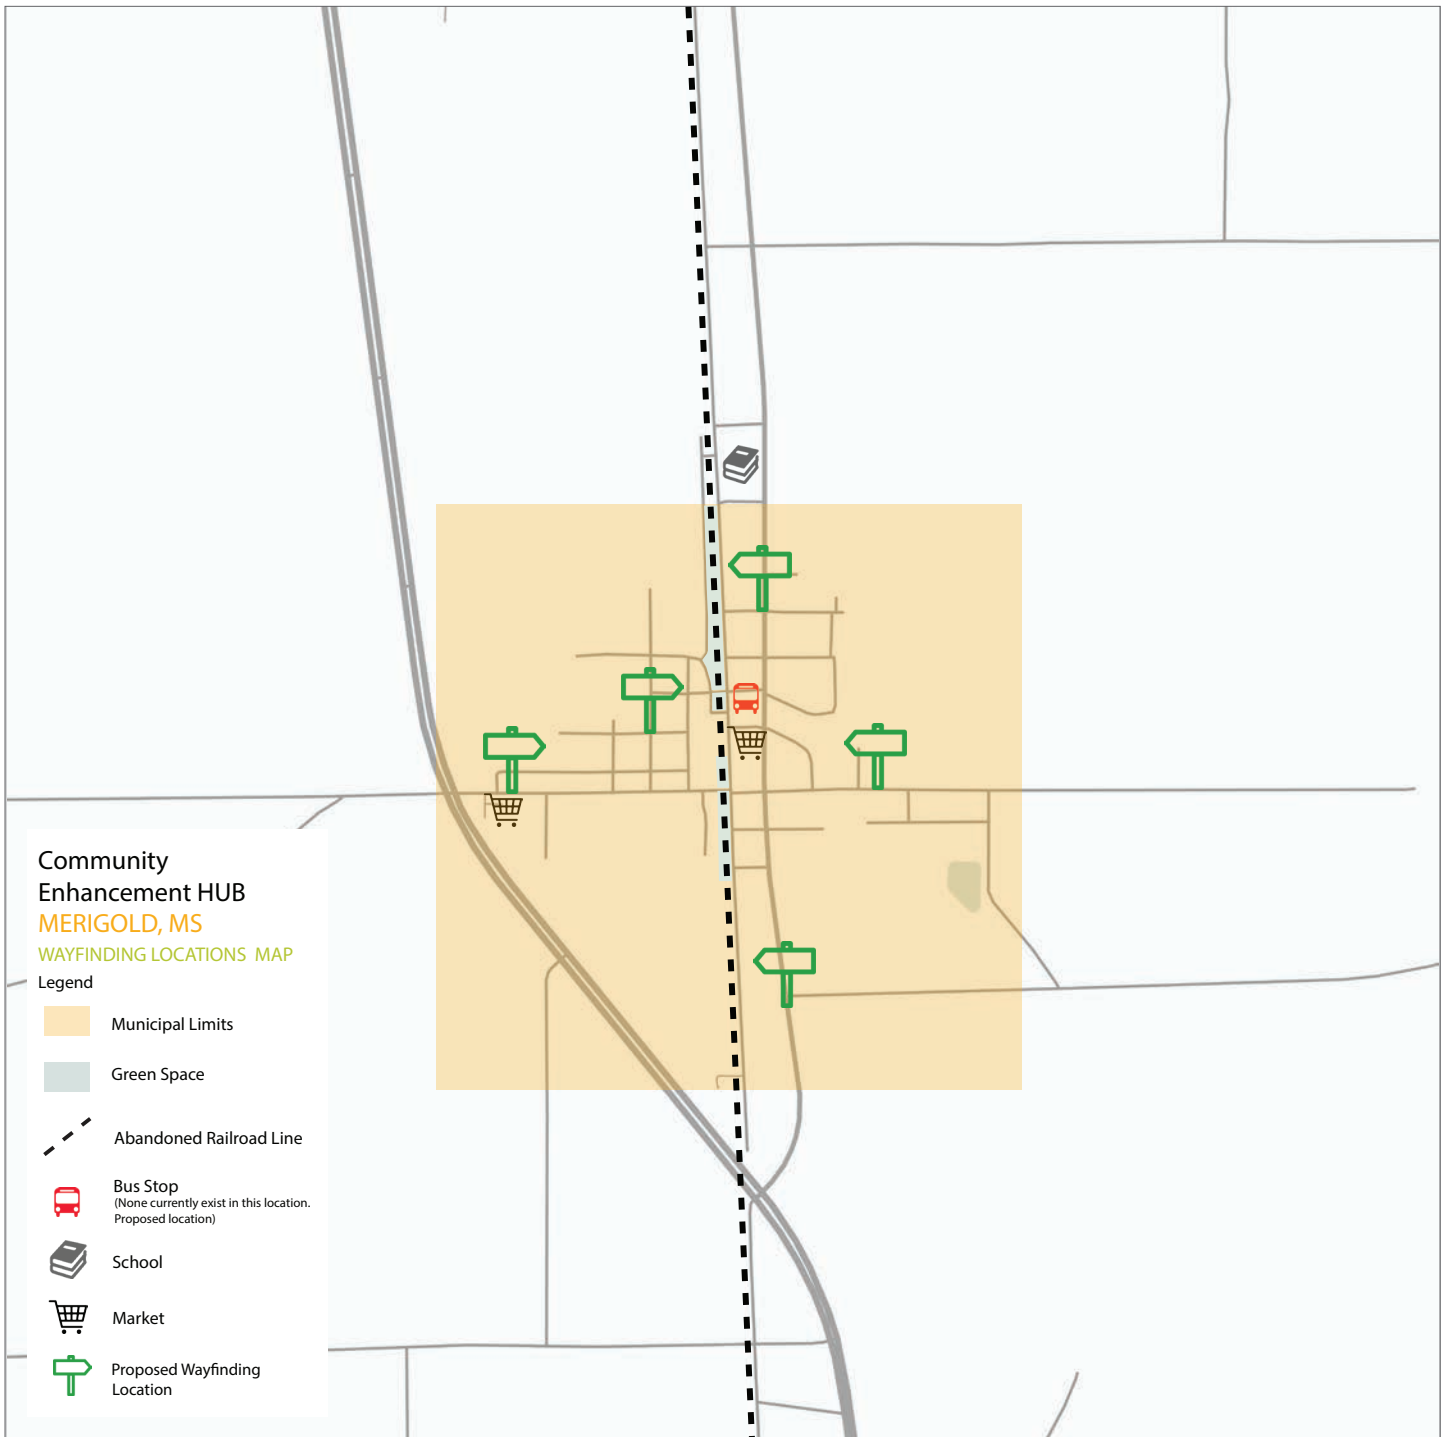 Community
Enhancement HUB
MERIGOLD, MS
WAYFINDING LOCATIONS MAP
Legend
Municipal Limits
Green Space
Abandoned Railroad Line
Bus Stop
(None currently exist in this location.
Proposed location)
School
Market
Proposed Wayfinding
Location